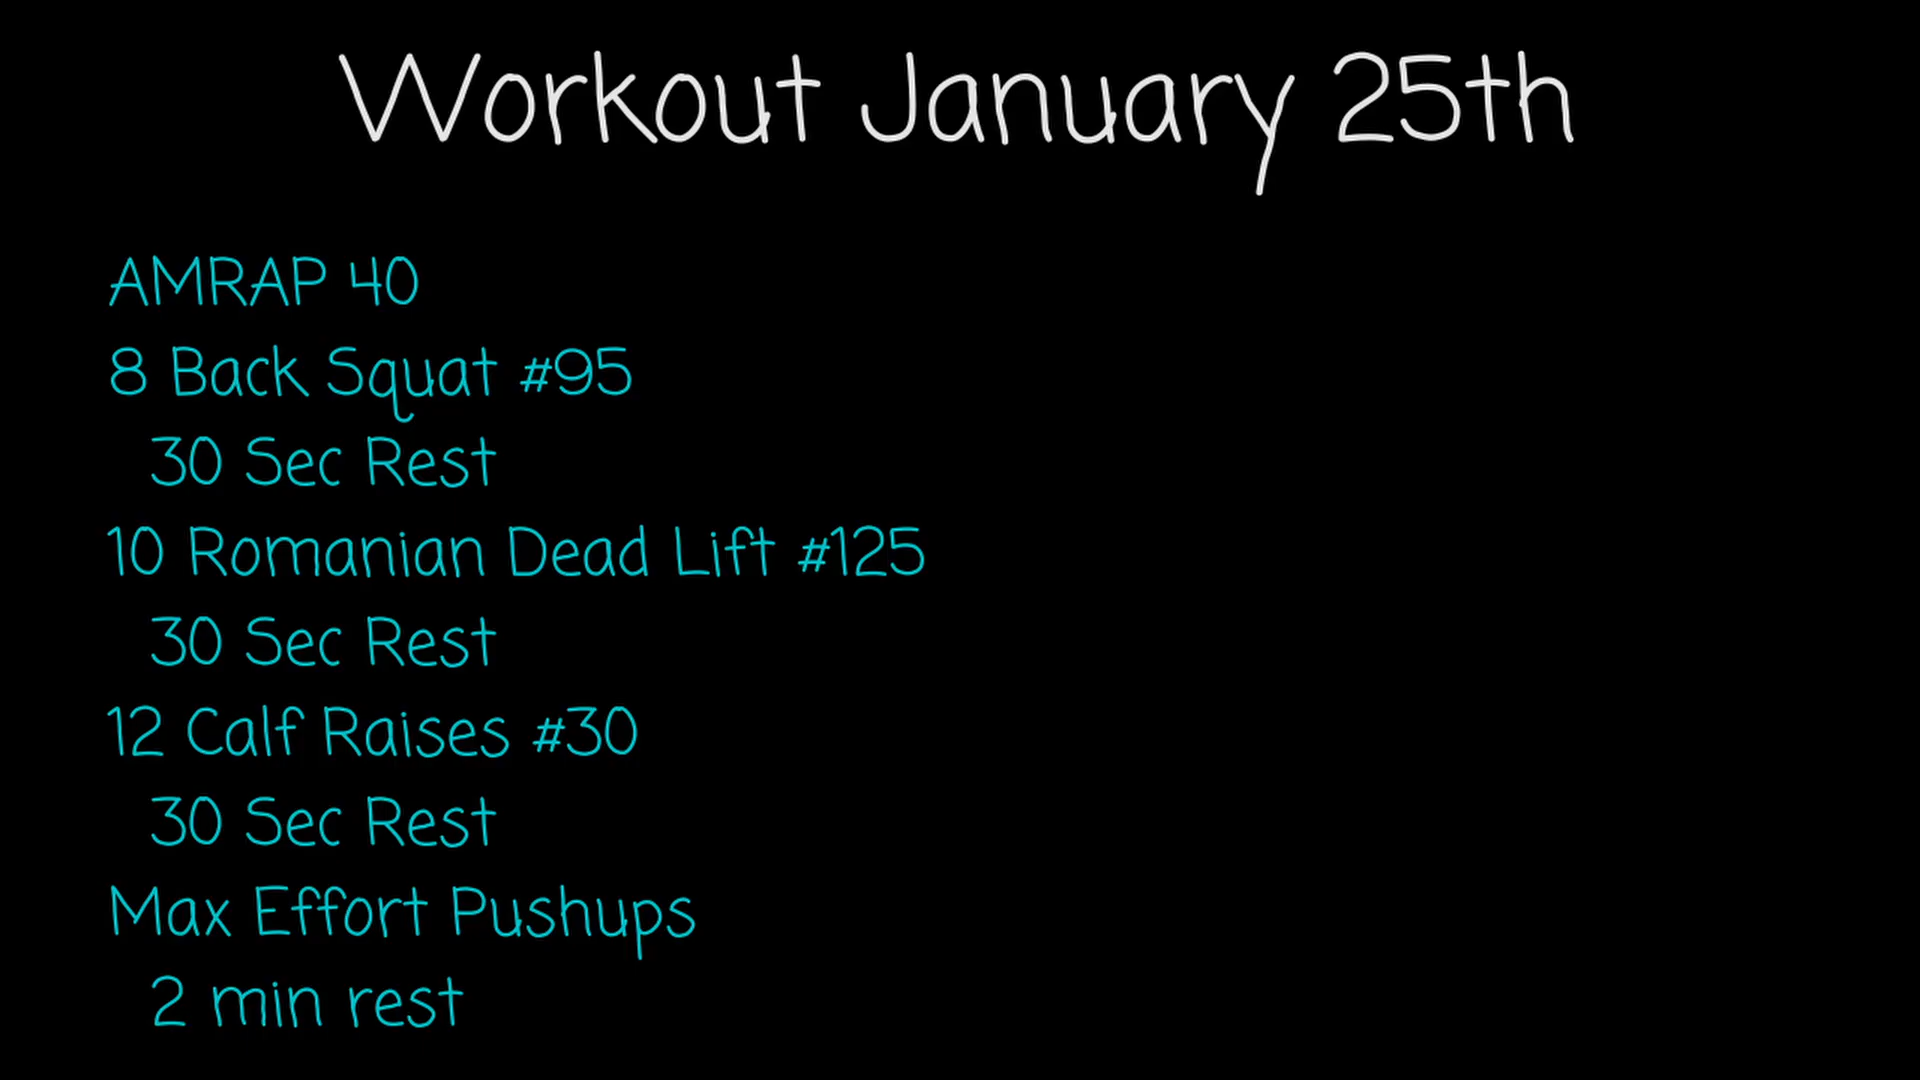 Workout January 25th
AMRAP 40
8 Back Squat #95
30 Sec Rest
10 Romanian Dead Lift #125
30 Sec Rest
12 Calf Raises #30
30 Sec Rest
Max Effort Pushups
2 min rest